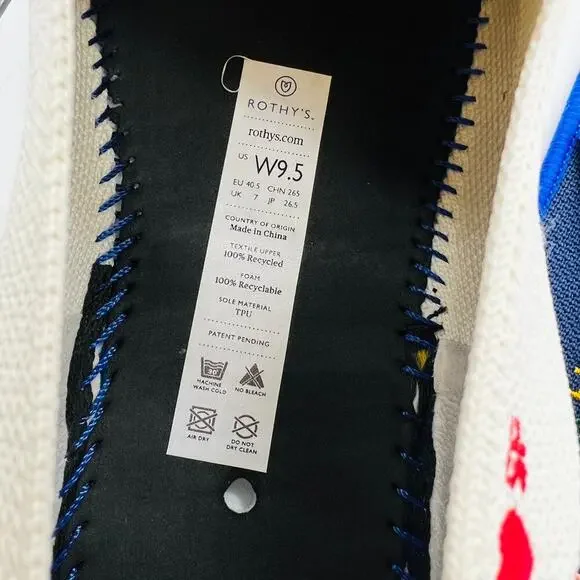 ROTHY'S.
rothys.com
US W9.5
EU 40.5 CHN 265
UK 7 JP 26.5
COUNTRY OF ORIGIN
Made in China
TEXTILE UPPER
100% Recycled
FOAM
100% Recyclable
SOLE MATERIAL
TPU
PATENT PENDING
30°
MACHINE WASH COLD
NO BLEACH
AIR DRY
DO NOT DRY CLEAN